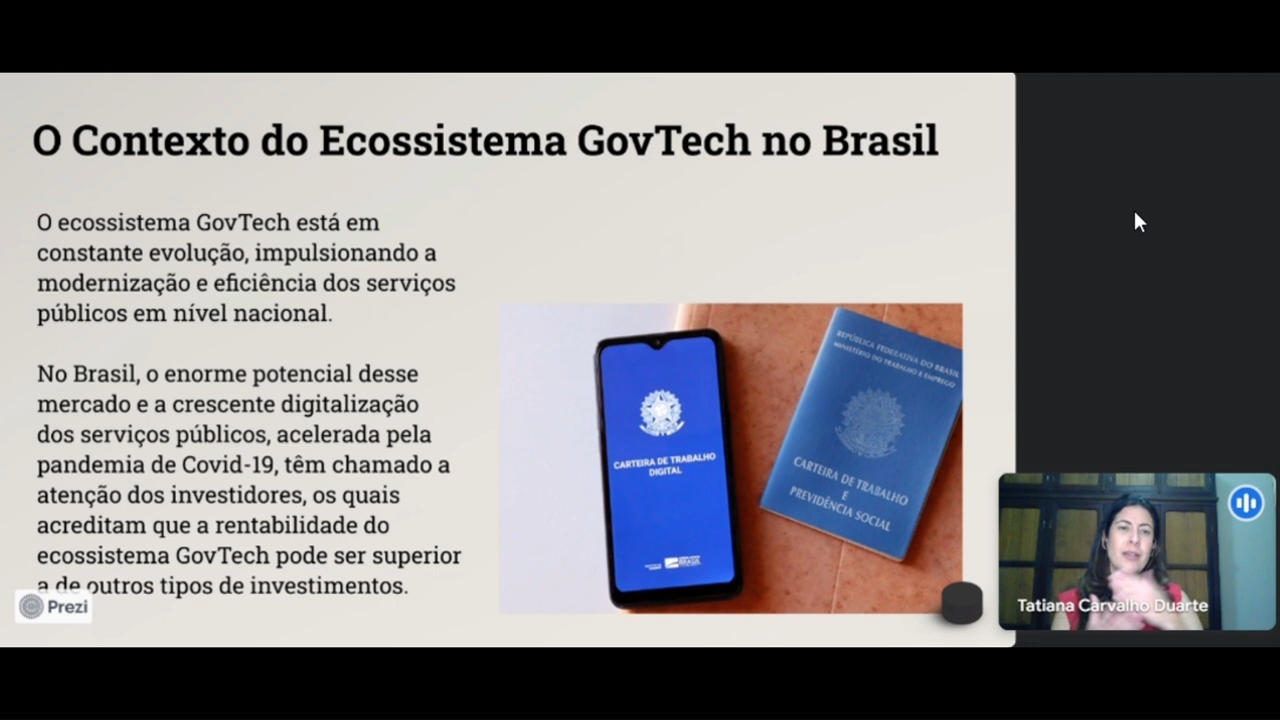 O Contexto do Ecossistema GovTech no Brasil
O ecossistema GovTech está em
constante evolução, impulsionando a
modernização e eficiência dos serviços
públicos em nível nacional.
No Brasil, o enorme potencial desse
mercado e a crescente digitalização
dos serviços públicos, acelerada pela
pandemia de Covid-19, têm chamado a
atenção dos investidores, os quais
acreditam que a rentabilidade do
ecossistema GovTech pode ser superior
a de outros tipos de investimentos.
Prezi
CARTEIRA DE TRABALHO
DIGITAL
BRASIL
REPÚBLICA FEDERATIVA DO BRASIL
MINISTÉRIO DO TRABALHO E EMPREGO
CARTEIRA DE TRABALHO
E
PREVIDÊNCIA SOCIAL
Tatiana Carvalho Duarte